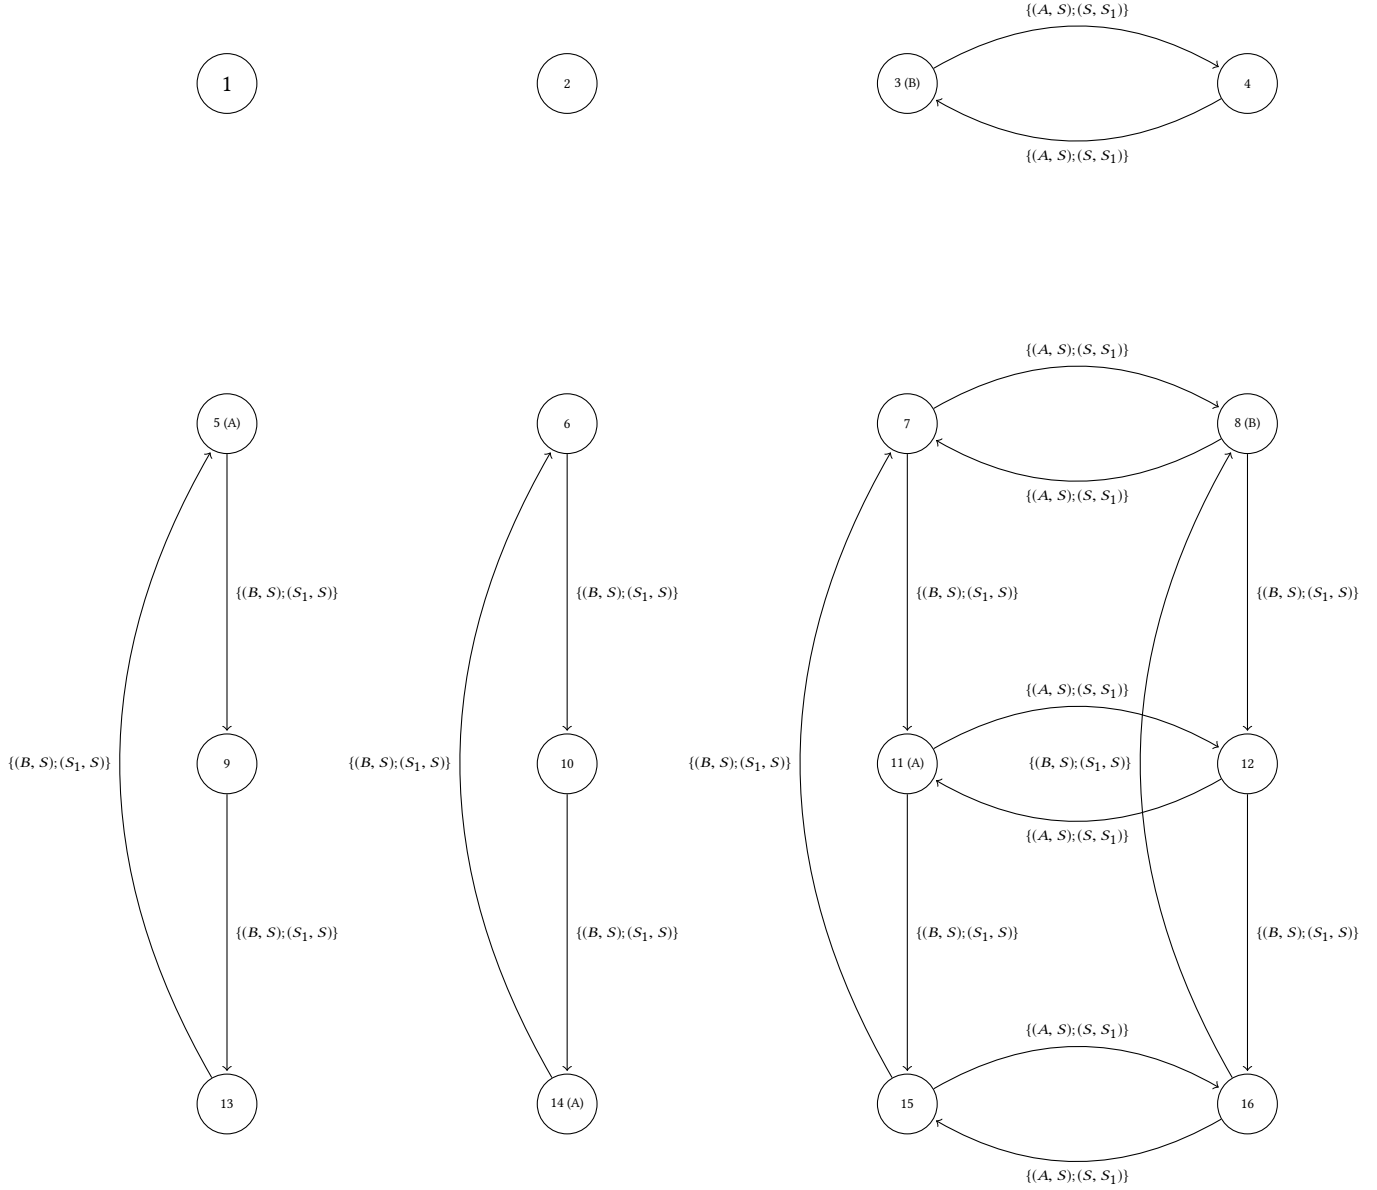 {(A, S);(S, S₁)}
1 2 3 (B) 4
{(A, S);(S, S₁)}
{(A, S);(S, S₁)}
5 (A) 6 7 8 (B)
{(A, S);(S, S₁)}
{(B, S);(S₁, S)} {(B, S);(S₁, S)} {(B, S);(S₁, S)} {(B, S);(S₁, S)}
{(A, S);(S, S₁)}
{(B, S);(S₁, S)} 9 {(B, S);(S₁, S)} 10 {(B, S);(S₁, S)} 11 (A) {(B, S);(S₁, S)} 12
{(A, S);(S, S₁)}
{(B, S);(S₁, S)} {(B, S);(S₁, S)} {(B, S);(S₁, S)} {(B, S);(S₁, S)}
{(A, S);(S, S₁)}
13 14 (A) 15 16
{(A, S);(S, S₁)}